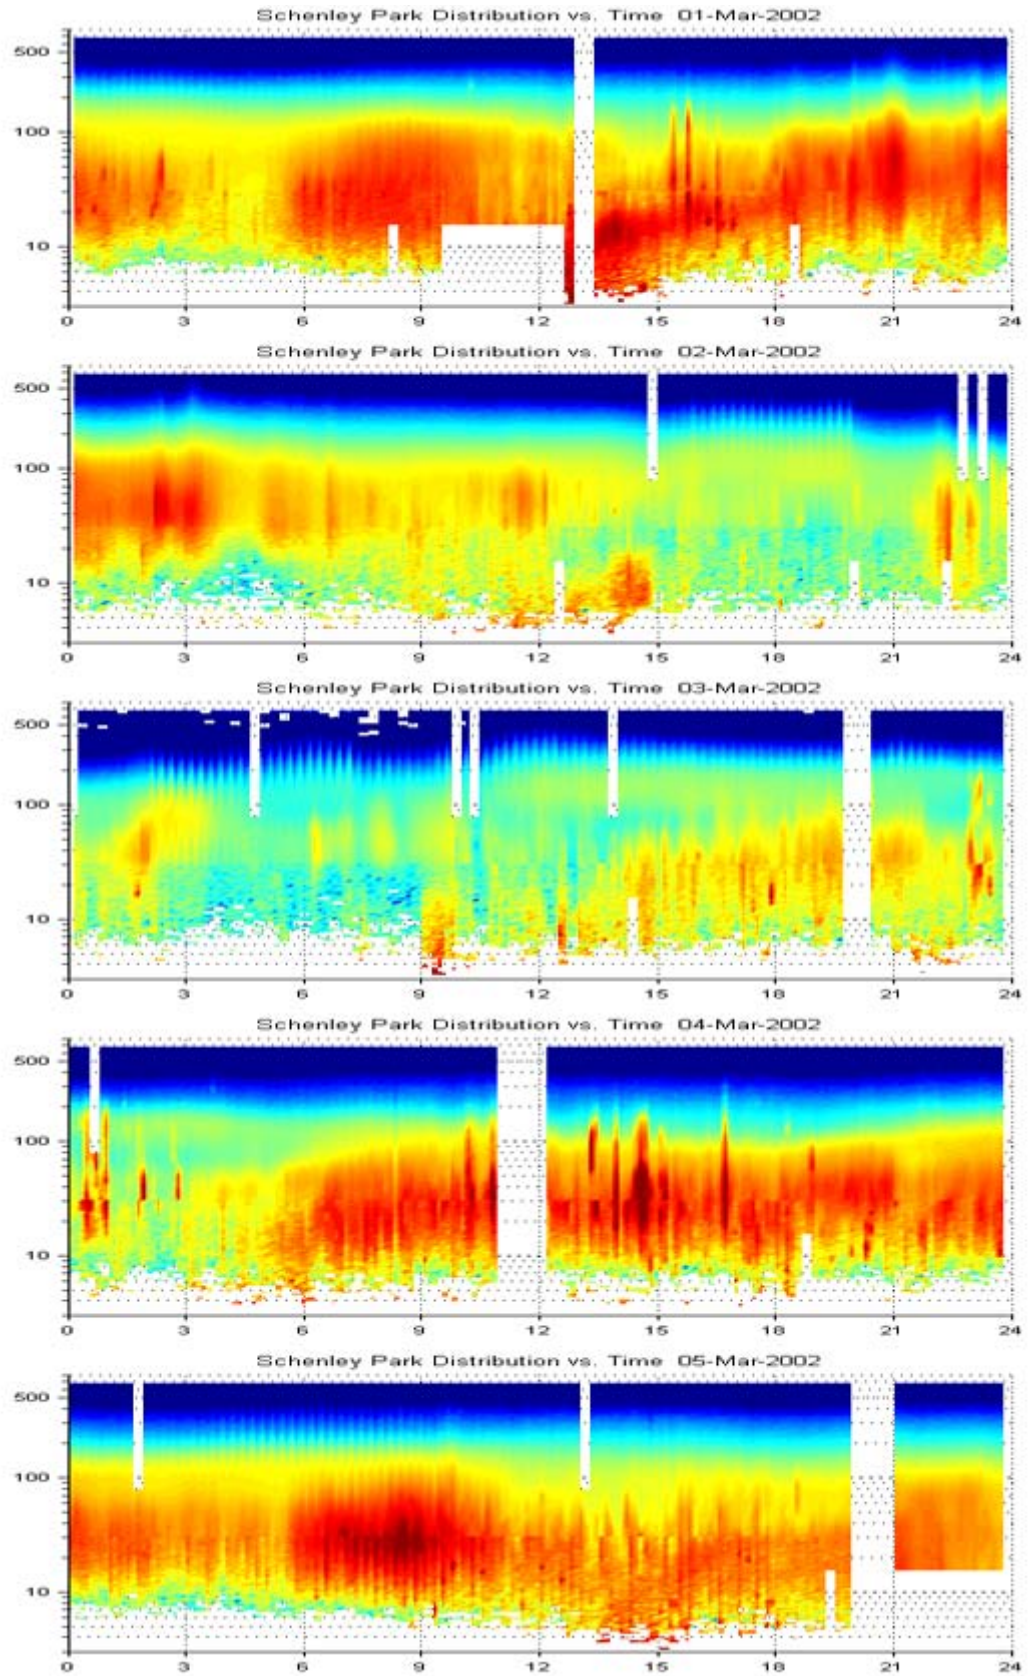 Schenley Park Distribution vs. Time 01-Mar-2002
500
100
10
0 3 6 9 12 15 18 21 24
Schenley Park Distribution vs. Time 02-Mar-2002
500
100
10
0 3 6 9 12 15 18 21 24
Schenley Park Distribution vs. Time 03-Mar-2002
500
100
10
0 3 6 9 12 15 18 21 24
Schenley Park Distribution vs. Time 04-Mar-2002
500
100
10
0 3 6 9 12 15 18 21 24
Schenley Park Distribution vs. Time 05-Mar-2002
500
100
10
0 3 6 9 12 15 18 21 24